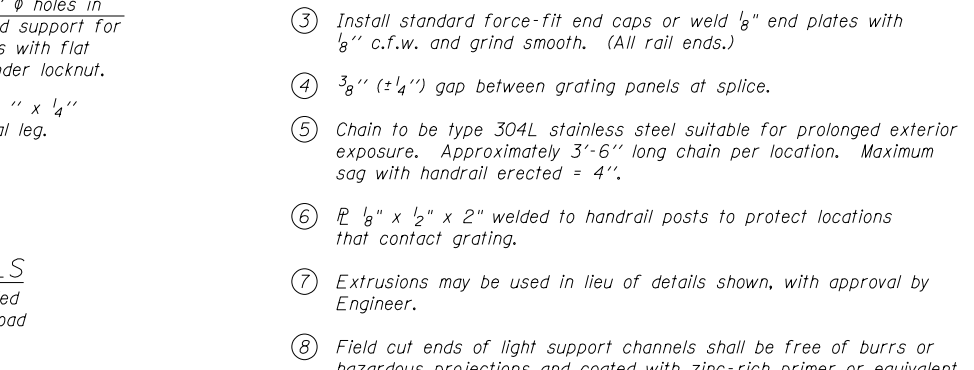 " φ holes in
d support for
s with flat
nder locknut.
" x 1/4"
al leg.
LS
ed
oad
3 Install standard force-fit end caps or weld 1/8" end plates with
1/8" c.f.w. and grind smooth. (All rail ends.)
4 3/8" (±1/4") gap between grating panels at splice.
5 Chain to be type 304L stainless steel suitable for prolonged exterior
exposure. Approximately 3'-6" long chain per location. Maximum
sag with handrail erected = 4".
6 ⅊ 1/8" x 1/2" x 2" welded to handrail posts to protect locations
that contact grating.
7 Extrusions may be used in lieu of details shown, with approval by
Engineer.
8 Field cut ends of light support channels shall be free of burrs or
hazardous projections and coated with zinc-rich primer or equivalent